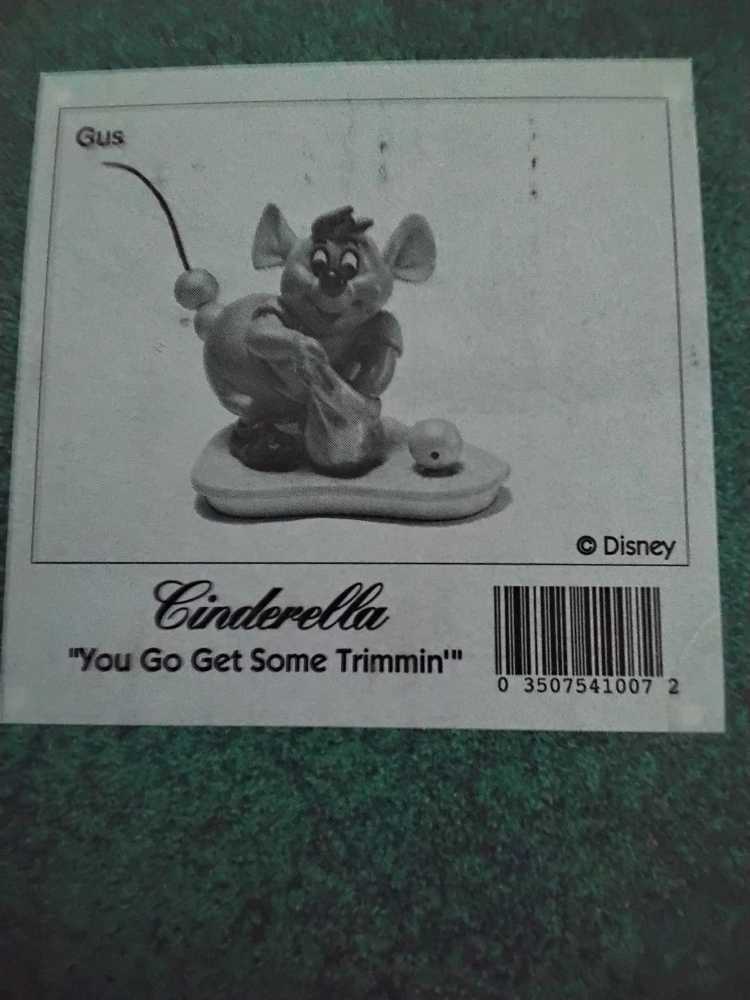 Gus
© Disney
Cinderella
"You Go Get Some Trimmin'"
0 3507541007 2